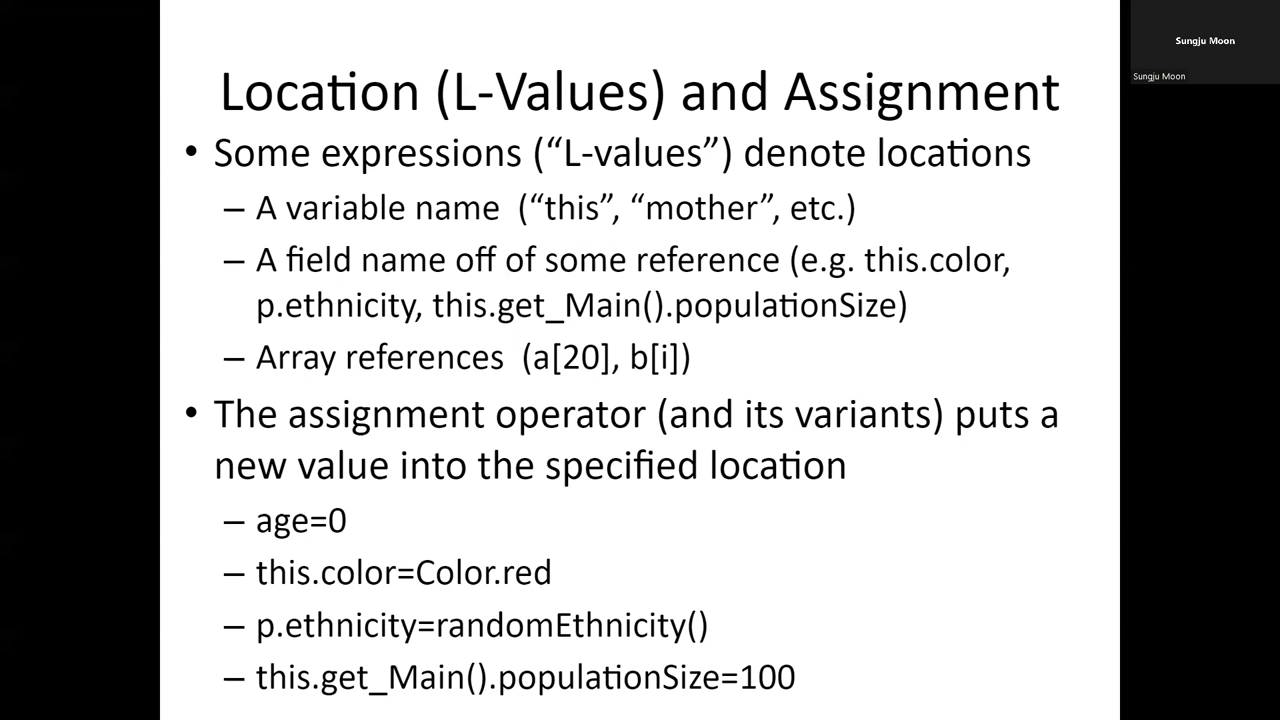 Location (L-Values) and Assignment
• Some expressions (“L-values”) denote locations
– A variable name (“this”, “mother”, etc.)
– A field name off of some reference (e.g. this.color,
p.ethnicity, this.get_Main().populationSize)
– Array references (a[20], b[i])
• The assignment operator (and its variants) puts a
new value into the specified location
– age=0
– this.color=Color.red
– p.ethnicity=randomEthnicity()
– this.get_Main().populationSize=100
Sungju Moon
Sungju Moon